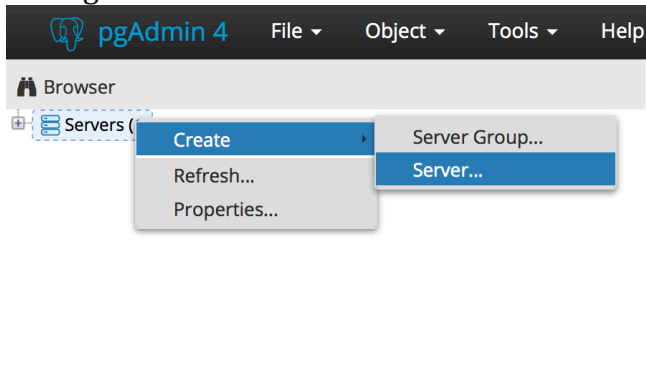 pgAdmin 4 File Object Tools Help
Browser
Servers (
Create
Refresh...
Properties...
Server Group...
Server...